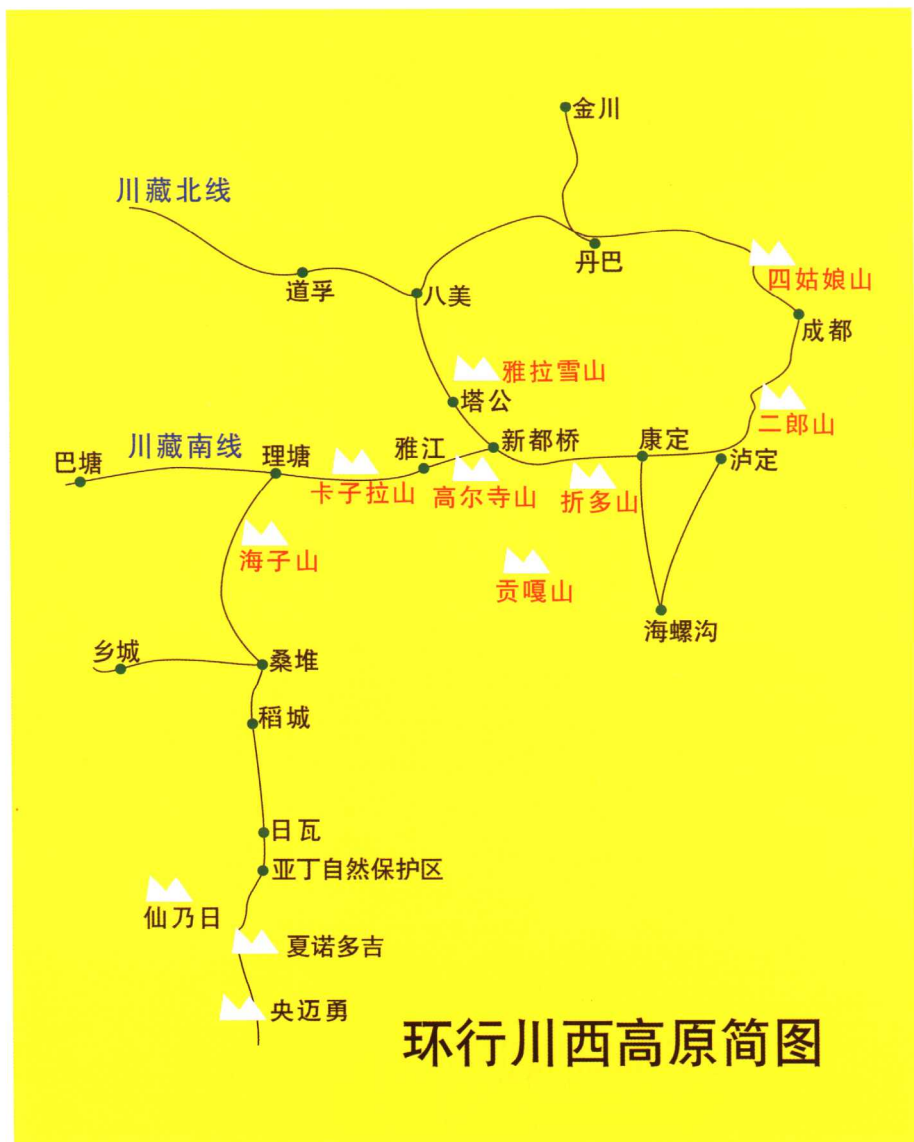 金川
川藏北线
丹巴
四姑娘山
道孚
八美
成都
雅拉雪山
塔公
二郎山
川藏南线
巴塘
理塘
雅江
新都桥
康定
泸定
卡子拉山
高尔寺山
折多山
海子山
贡嘎山
海螺沟
乡城
桑堆
稻城
日瓦
亚丁自然保护区
仙乃日
夏诺多吉
央迈勇
环行川西高原简图